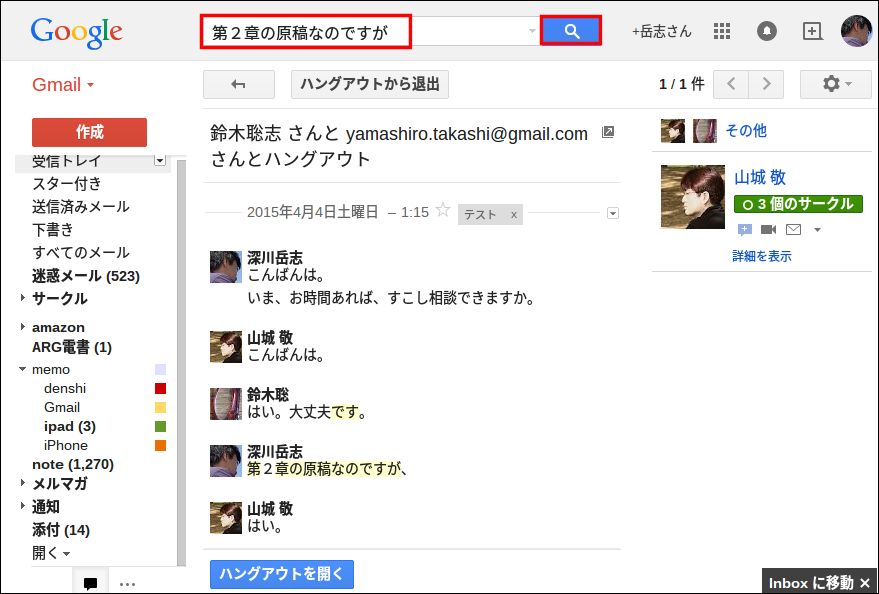 Google
第２章の原稿なのですが
+岳志さん
Gmail
ハングアウトから退出
1 / 1 件
作成
受信トレイ
スター付き
送信済みメール
下書き
すべてのメール
迷惑メール (523)
サークル
amazon
ARG電書 (1)
memo
denshi
Gmail
ipad (3)
iPhone
note (1,270)
メルマガ
通知
添付 (14)
開く
鈴木聡志 さんと yamashiro.takashi@gmail.com
さんとハングアウト
2015年4月4日土曜日 – 1:15
テスト x
深川岳志
こんばんは。
いま、お時間あれば、すこし相談できますか。
山城 敬
こんばんは。
鈴木聡
はい。大丈夫です。
深川岳志
第２章の原稿なのですが、
山城 敬
はい。
ハングアウトを開く
その他
山城 敬
3 個のサークル
詳細を表示
Inbox に移動 ×